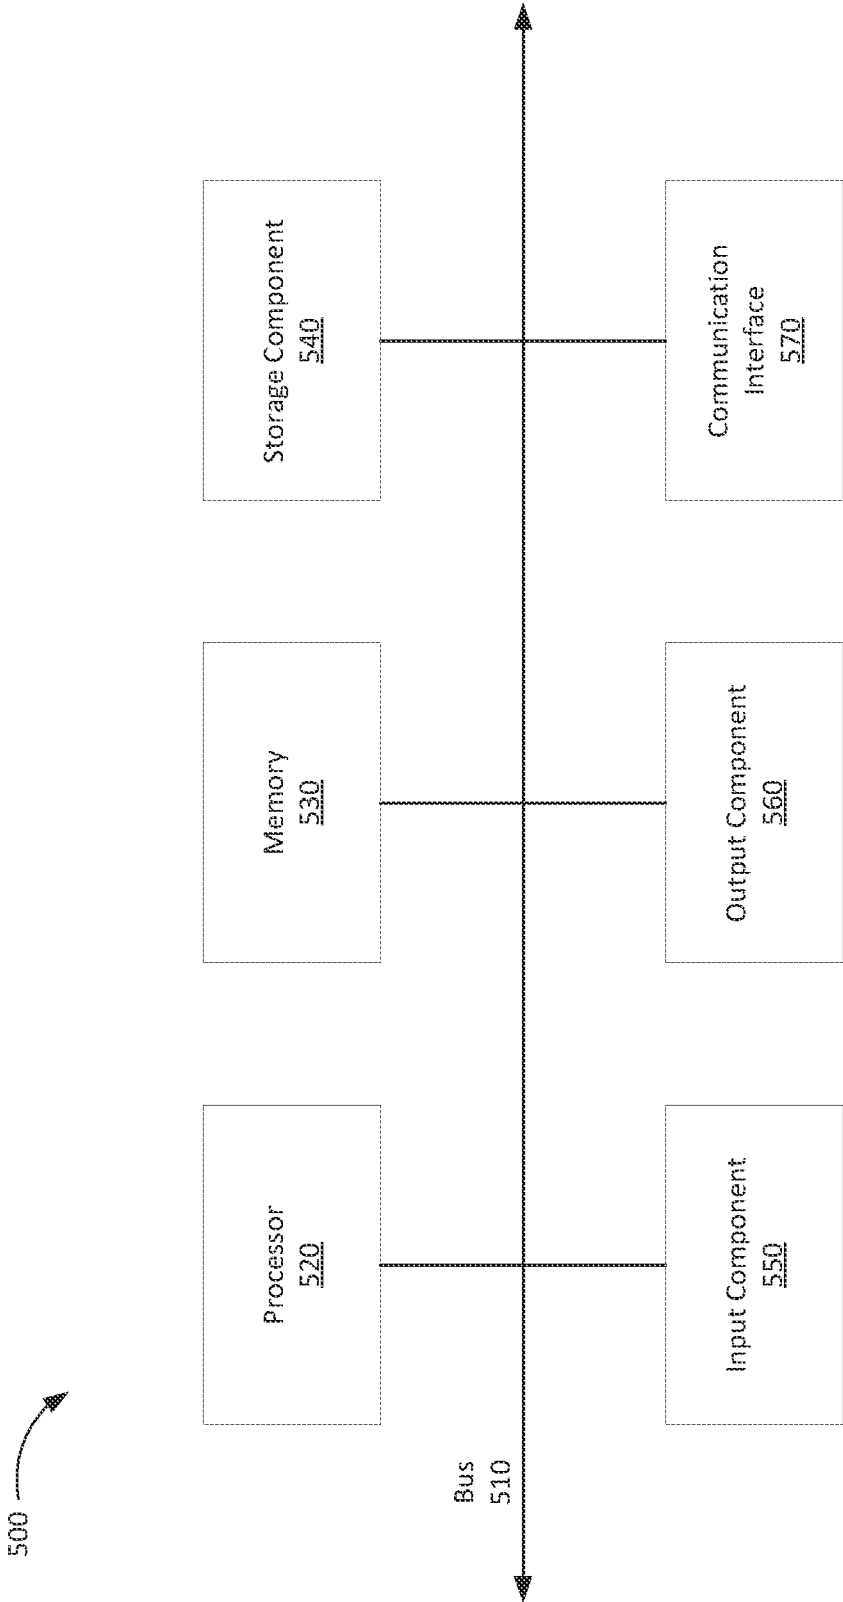 500
Processor
520
Memory
530
Storage Component
540
Bus
510
Input Component
550
Output Component
560
Communication
Interface
570